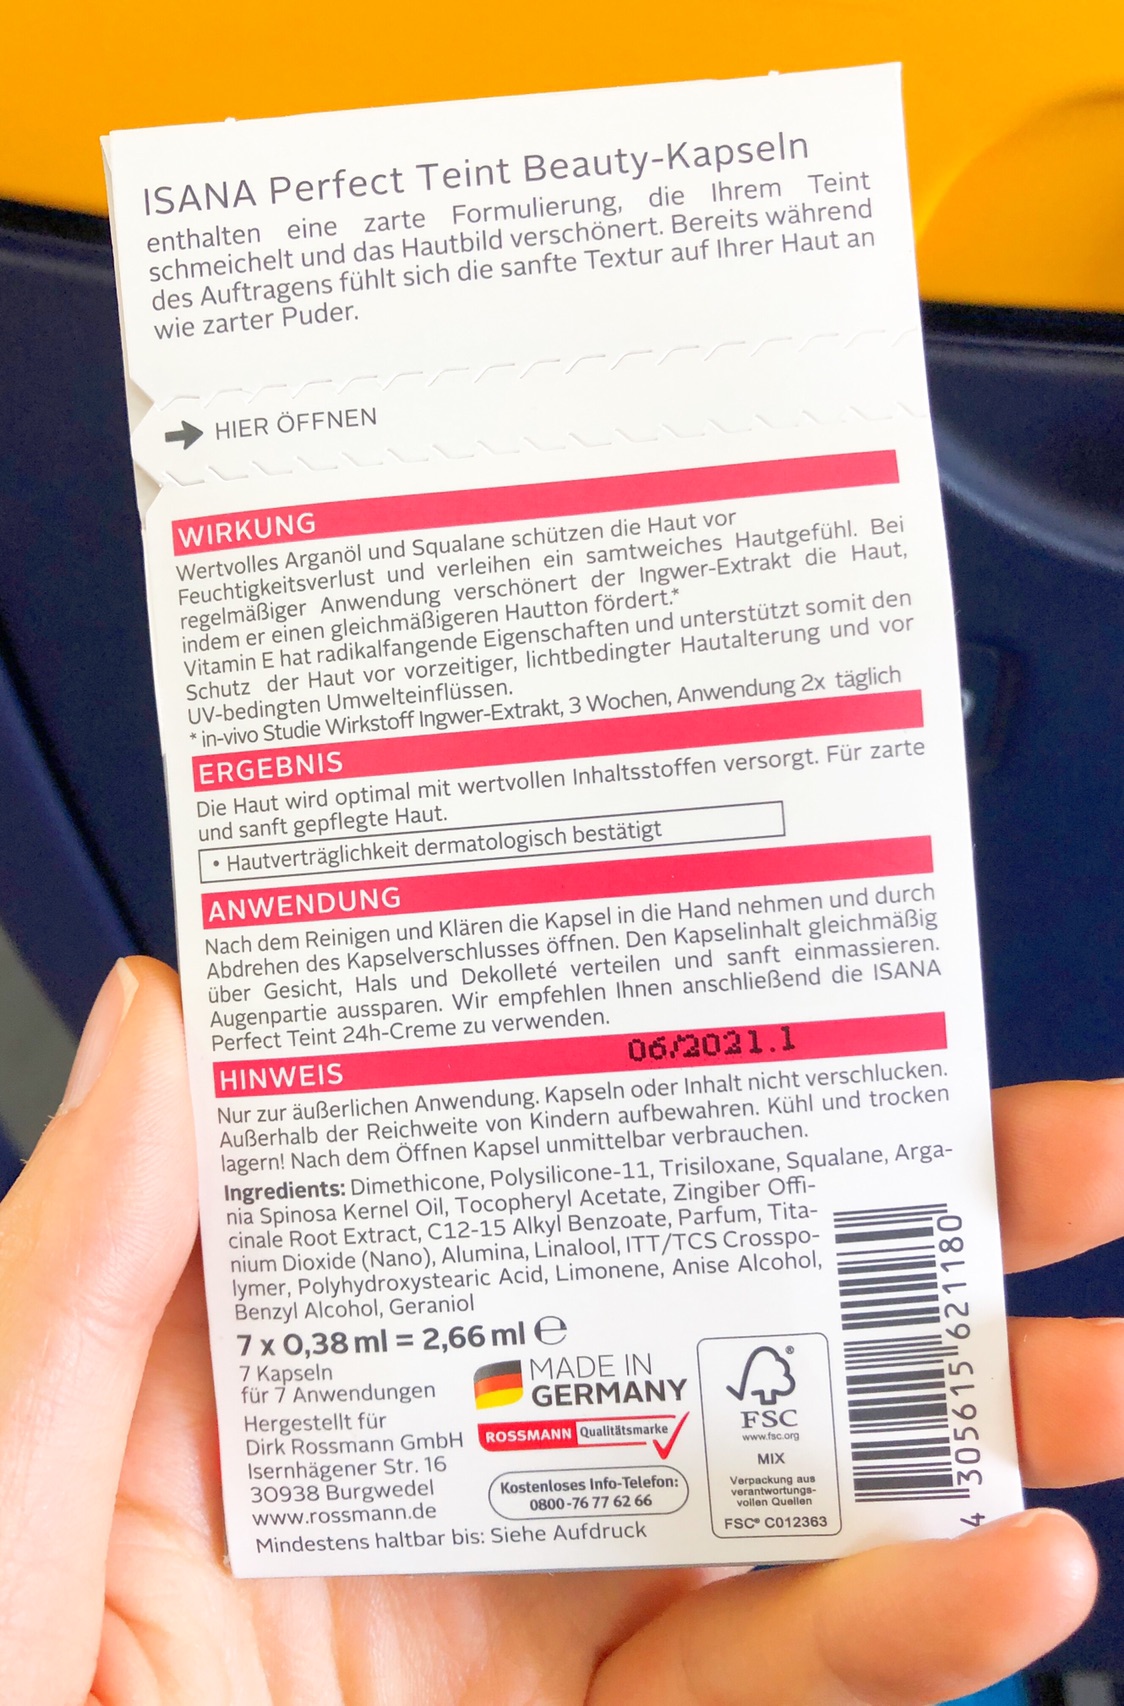 ISANA Perfect Teint Beauty-Kapseln
enthalten eine zarte Formulierung, die Ihrem Teint
schmeichelt und das Hautbild verschönert. Bereits während
des Auftragens fühlt sich die sanfte Textur auf Ihrer Haut an
wie zarter Puder.
HIER ÖFFNEN
WIRKUNG
Wertvolles Arganöl und Squalane schützen die Haut vor
Feuchtigkeitsverlust und verleihen ein samtweiches Hautgefühl. Bei
regelmäßiger Anwendung verschönert der Ingwer-Extrakt die Haut,
indem er einen gleichmäßigeren Hautton fördert.*
Vitamin E hat radikalfangende Eigenschaften und unterstützt somit den
Schutz der Haut vor vorzeitiger, lichtbedingter Hautalterung und vor
UV-bedingten Umwelteinflüssen.
* in-vivo Studie Wirkstoff Ingwer-Extrakt, 3 Wochen, Anwendung 2x täglich
ERGEBNIS
Die Haut wird optimal mit wertvollen Inhaltsstoffen versorgt. Für zarte
und sanft gepflegte Haut.
• Hautverträglichkeit dermatologisch bestätigt
ANWENDUNG
Nach dem Reinigen und Klären die Kapsel in die Hand nehmen und durch
Abdrehen des Kapselverschlusses öffnen. Den Kapselinhalt gleichmäßig
über Gesicht, Hals und Dekolleté verteilen und sanft einmassieren.
Augenpartie aussparen. Wir empfehlen Ihnen anschließend die ISANA
Perfect Teint 24h-Creme zu verwenden.
06/2021.1
HINWEIS
Nur zur äußerlichen Anwendung. Kapseln oder Inhalt nicht verschlucken.
Außerhalb der Reichweite von Kindern aufbewahren. Kühl und trocken
lagern! Nach dem Öffnen Kapsel unmittelbar verbrauchen.
Ingredients: Dimethicone, Polysilicone-11, Trisiloxane, Squalane, Arga-
nia Spinosa Kernel Oil, Tocopheryl Acetate, Zingiber Offi-
cinale Root Extract, C12-15 Alkyl Benzoate, Parfum, Tita-
nium Dioxide (Nano), Alumina, Linalool, ITT/TCS Crosspo-
lymer, Polyhydroxystearic Acid, Limonene, Anise Alcohol,
Benzyl Alcohol, Geraniol
7 x 0,38 ml = 2,66 ml ℮
7 Kapseln
für 7 Anwendungen
Hergestellt für
Dirk Rossmann GmbH
Isernhägener Str. 16
30938 Burgwedel
www.rossmann.de
Mindestens haltbar bis: Siehe Aufdruck
MADE IN
GERMANY
ROSSMANN Qualitätsmarke
Kostenloses Info-Telefon:
0800-76 77 62 66
®
FSC
www.fsc.org
MIX
Verpackung aus
verantwortungs-
vollen Quellen
FSC® C012363
4 305615 621180